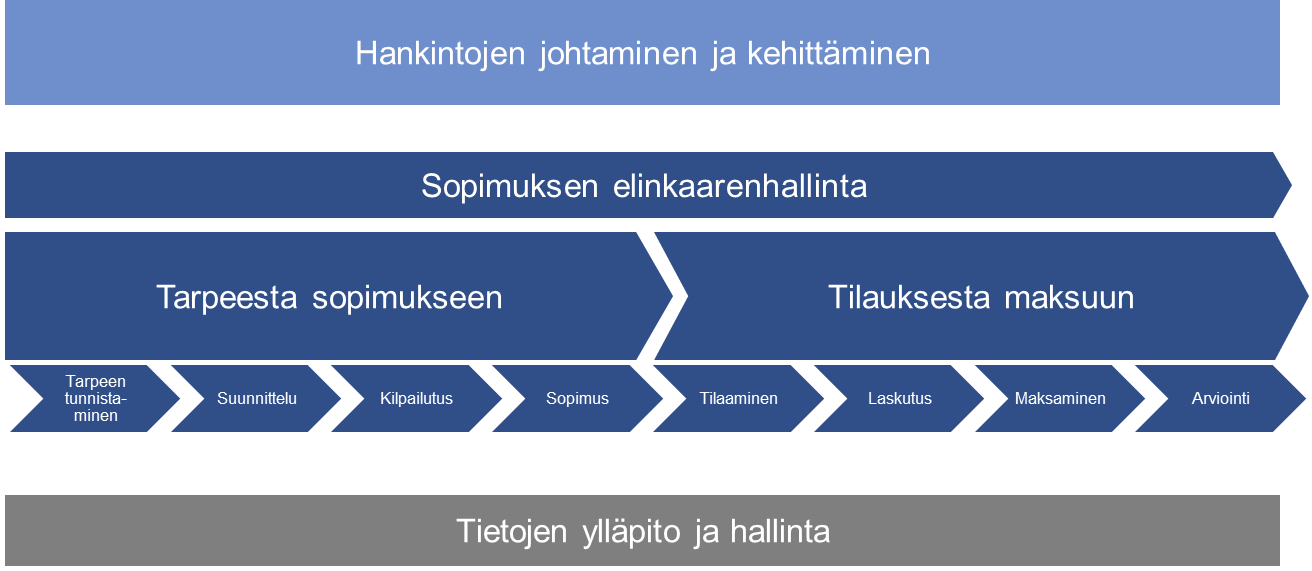 Hankintojen johtaminen ja kehittäminen
Sopimuksen elinkaarenhallinta
Tarpeesta sopimukseen
Tilauksesta maksuun
Tarpeen
tunnista-
minen
Suunnittelu
Kilpailutus
Sopimus
Tilaaminen
Laskutus
Maksaminen
Arviointi
Tietojen ylläpito ja hallinta